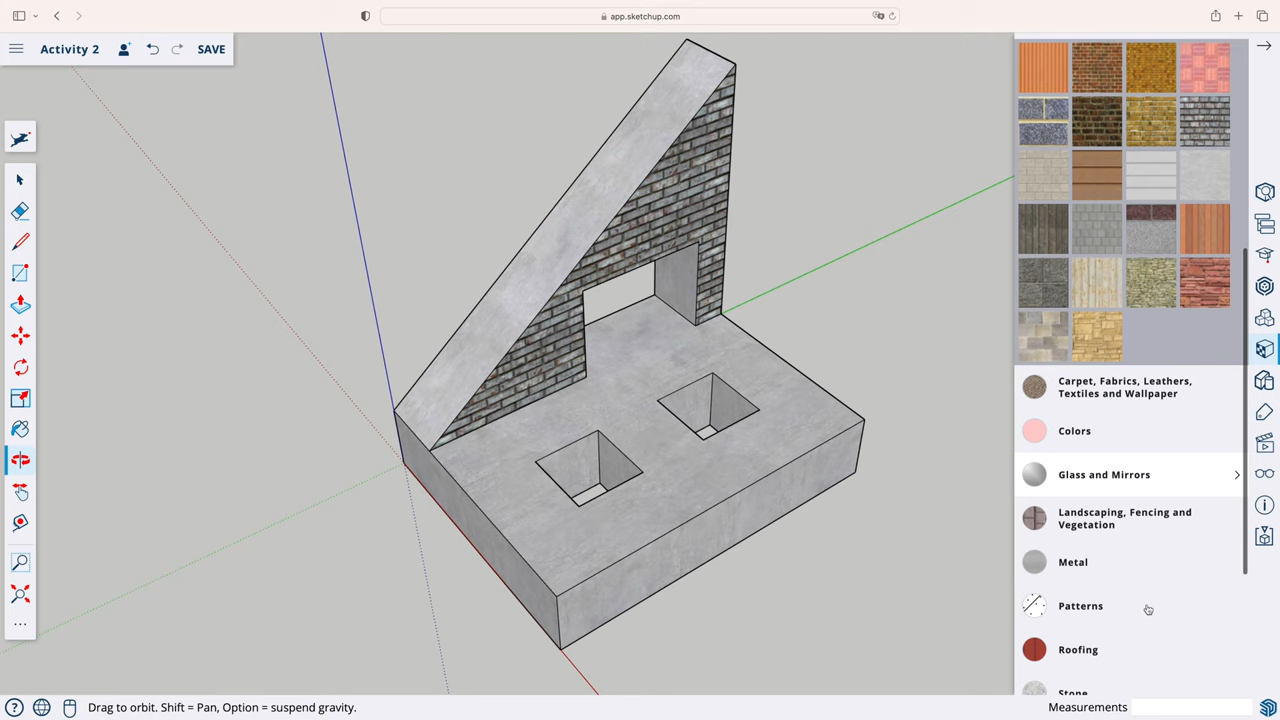 app.sketchup.com
Activity 2
SAVE
Carpet, Fabrics, Leathers,
Textiles and Wallpaper
Colors
Glass and Mirrors
Landscaping, Fencing and
Vegetation
Metal
Patterns
Roofing
Stone
Drag to orbit. Shift = Pan, Option = suspend gravity.
Measurements